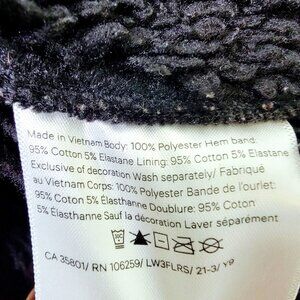 Made in Vietnam Body: 100% Polyester Hem band:
95% Cotton 5% Elastane Lining: 95% Cotton 5% Elastane
Exclusive of decoration Wash separately/ Fabriqué
au Vietnam Corps: 100% Polyester Bande de l'ourlet:
95% Coton 5% Élasthanne Doublure: 95% Coton
5% Élasthanne Sauf la décoration Laver séparément
CA 35801/ RN 106259/ LW3FLRS/ 21-3/